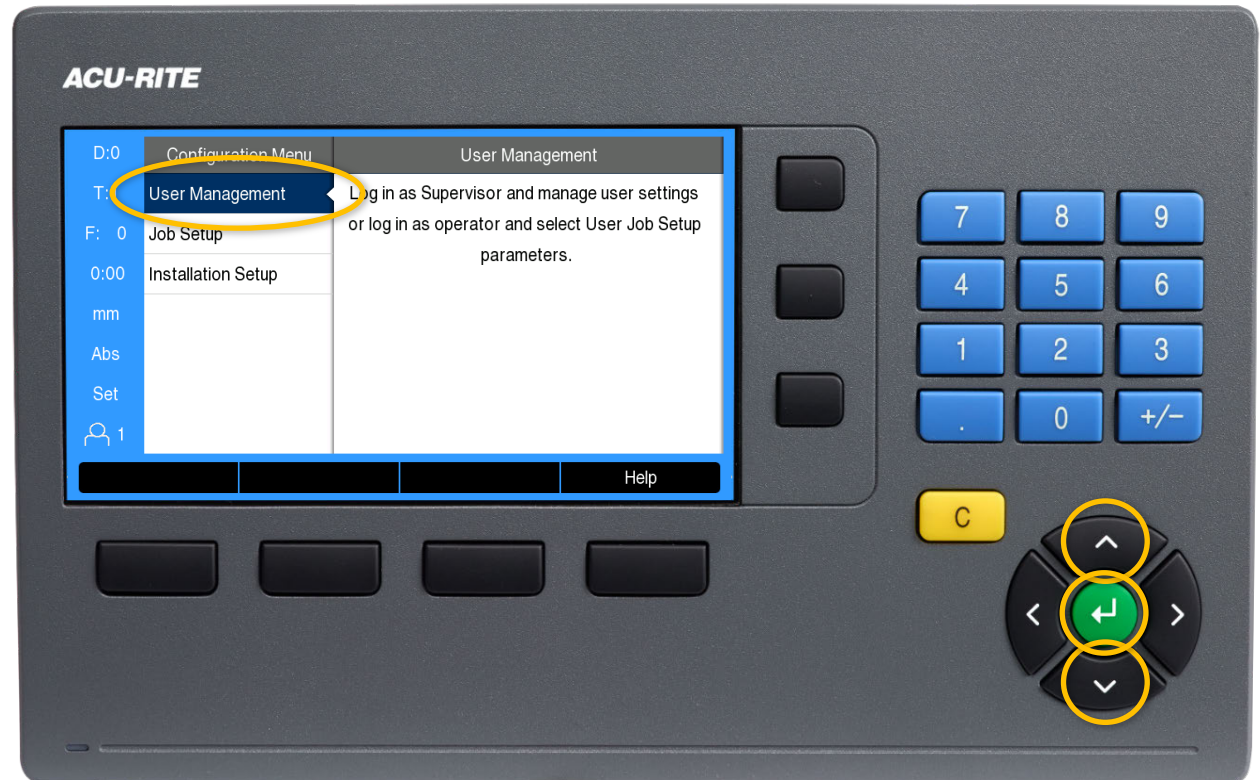 ACU-RITE
D:0
Configuration Menu
User Management
T:
User Management
Log in as Supervisor and manage user settings
or log in as operator and select User Job Setup
parameters.
F: 0
Job Setup
0:00
Installation Setup
mm
Abs
Set
1
Help
7 8 9
4 5 6
1 2 3
. 0 +/−
C